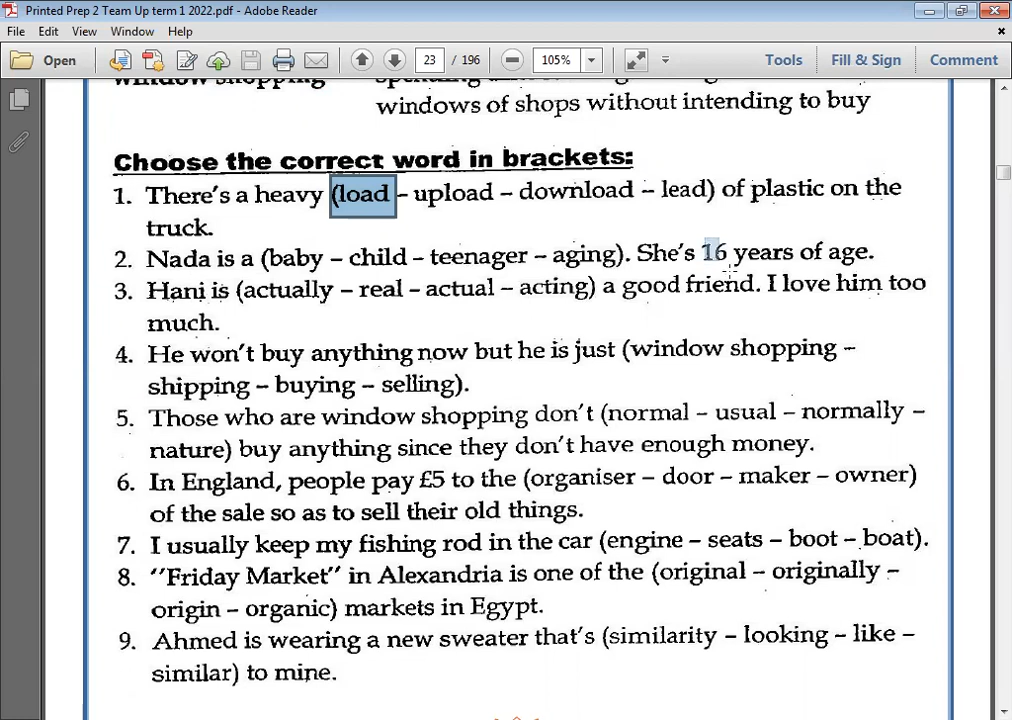 Printed Prep 2 Team Up term 1 2022.pdf - Adobe Reader
File Edit View Window Help
Open 23 / 196 105% Tools Fill & Sign Comment
window shopping
windows of shops without intending to buy
Choose the correct word in brackets:
1. There's a heavy (load – upload – download – lead) of plastic on the
truck.
2. Nada is a (baby – child – teenager – aging). She's 16 years of age.
3. Hani is (actually – real – actual – acting) a good friend. I love him too
much.
4. He won't buy anything now but he is just (window shopping –
shipping – buying – selling).
5. Those who are window shopping don't (normal – usual – normally –
nature) buy anything since they don't have enough money.
6. In England, people pay £5 to the (organiser – door – maker – owner)
of the sale so as to sell their old things.
7. I usually keep my fishing rod in the car (engine – seats – boot – boat).
8. ''Friday Market'' in Alexandria is one of the (original – originally –
origin – organic) markets in Egypt.
9. Ahmed is wearing a new sweater that's (similarity – looking – like –
similar) to mine.